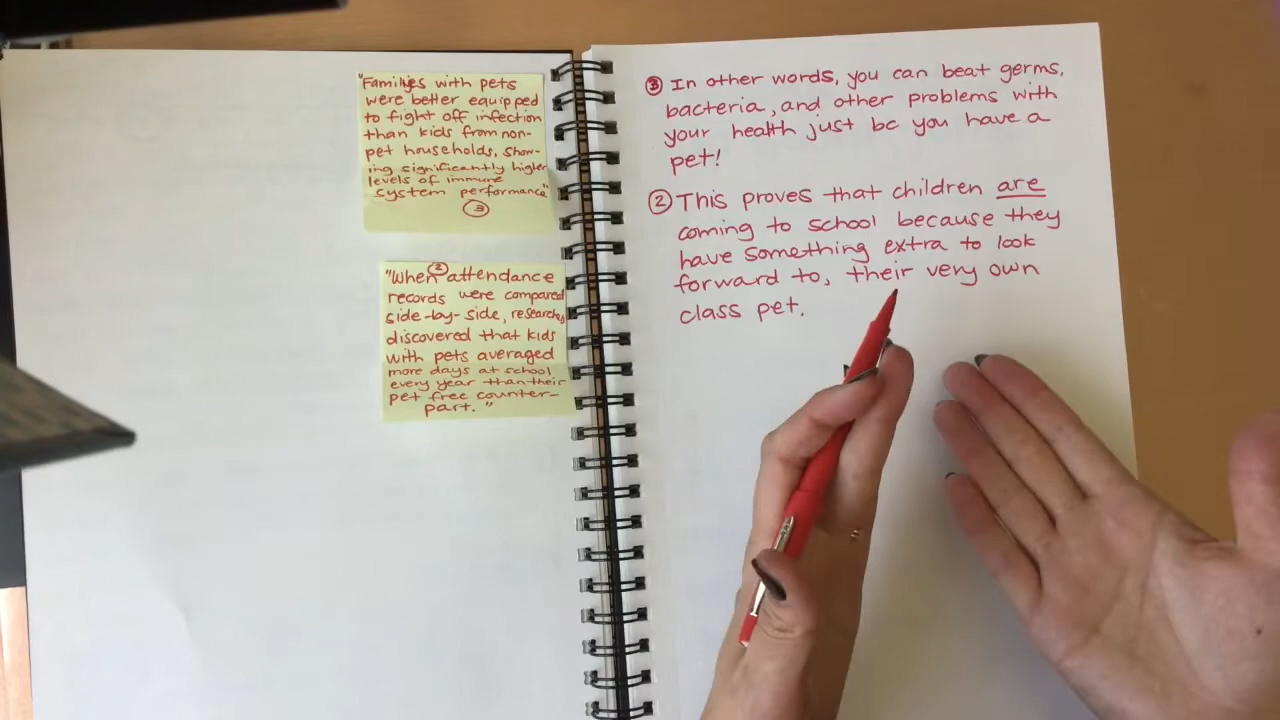 "Families with pets
were better equipped
to fight off infection
than kids from non-
pet households, show-
ing significantly higher
levels of immune
system performance"
③
②
"When attendance
records were compared
side-by-side,
discovered that kids
with pets averaged
more days at school
every year than their
pet free counter-
part."
③ In other words, you can beat germs,
bacteria, and other problems with
your health just bc you have a
pet!
② This proves that children are
coming to school because they
have something extra to look
forward to, their very own
class pet.